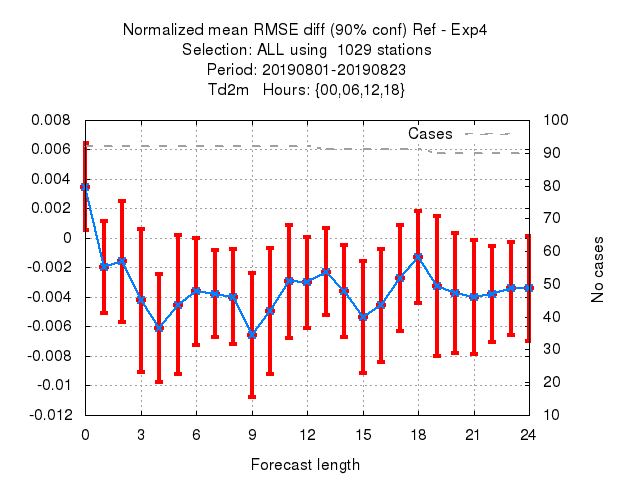 Normalized mean RMSE diff (90% conf) Ref - Exp4
Selection: ALL using  1029 stations
Period: 20190801-20190823
Td2m   Hours: {00,06,12,18}
Cases
0.008
0.006
0.004
0.002
0
-0.002
-0.004
-0.006
-0.008
-0.01
-0.012
100
90
80
70
60
50
40
30
20
10
No cases
0 3 6 9 12 15 18 21 24
Forecast length